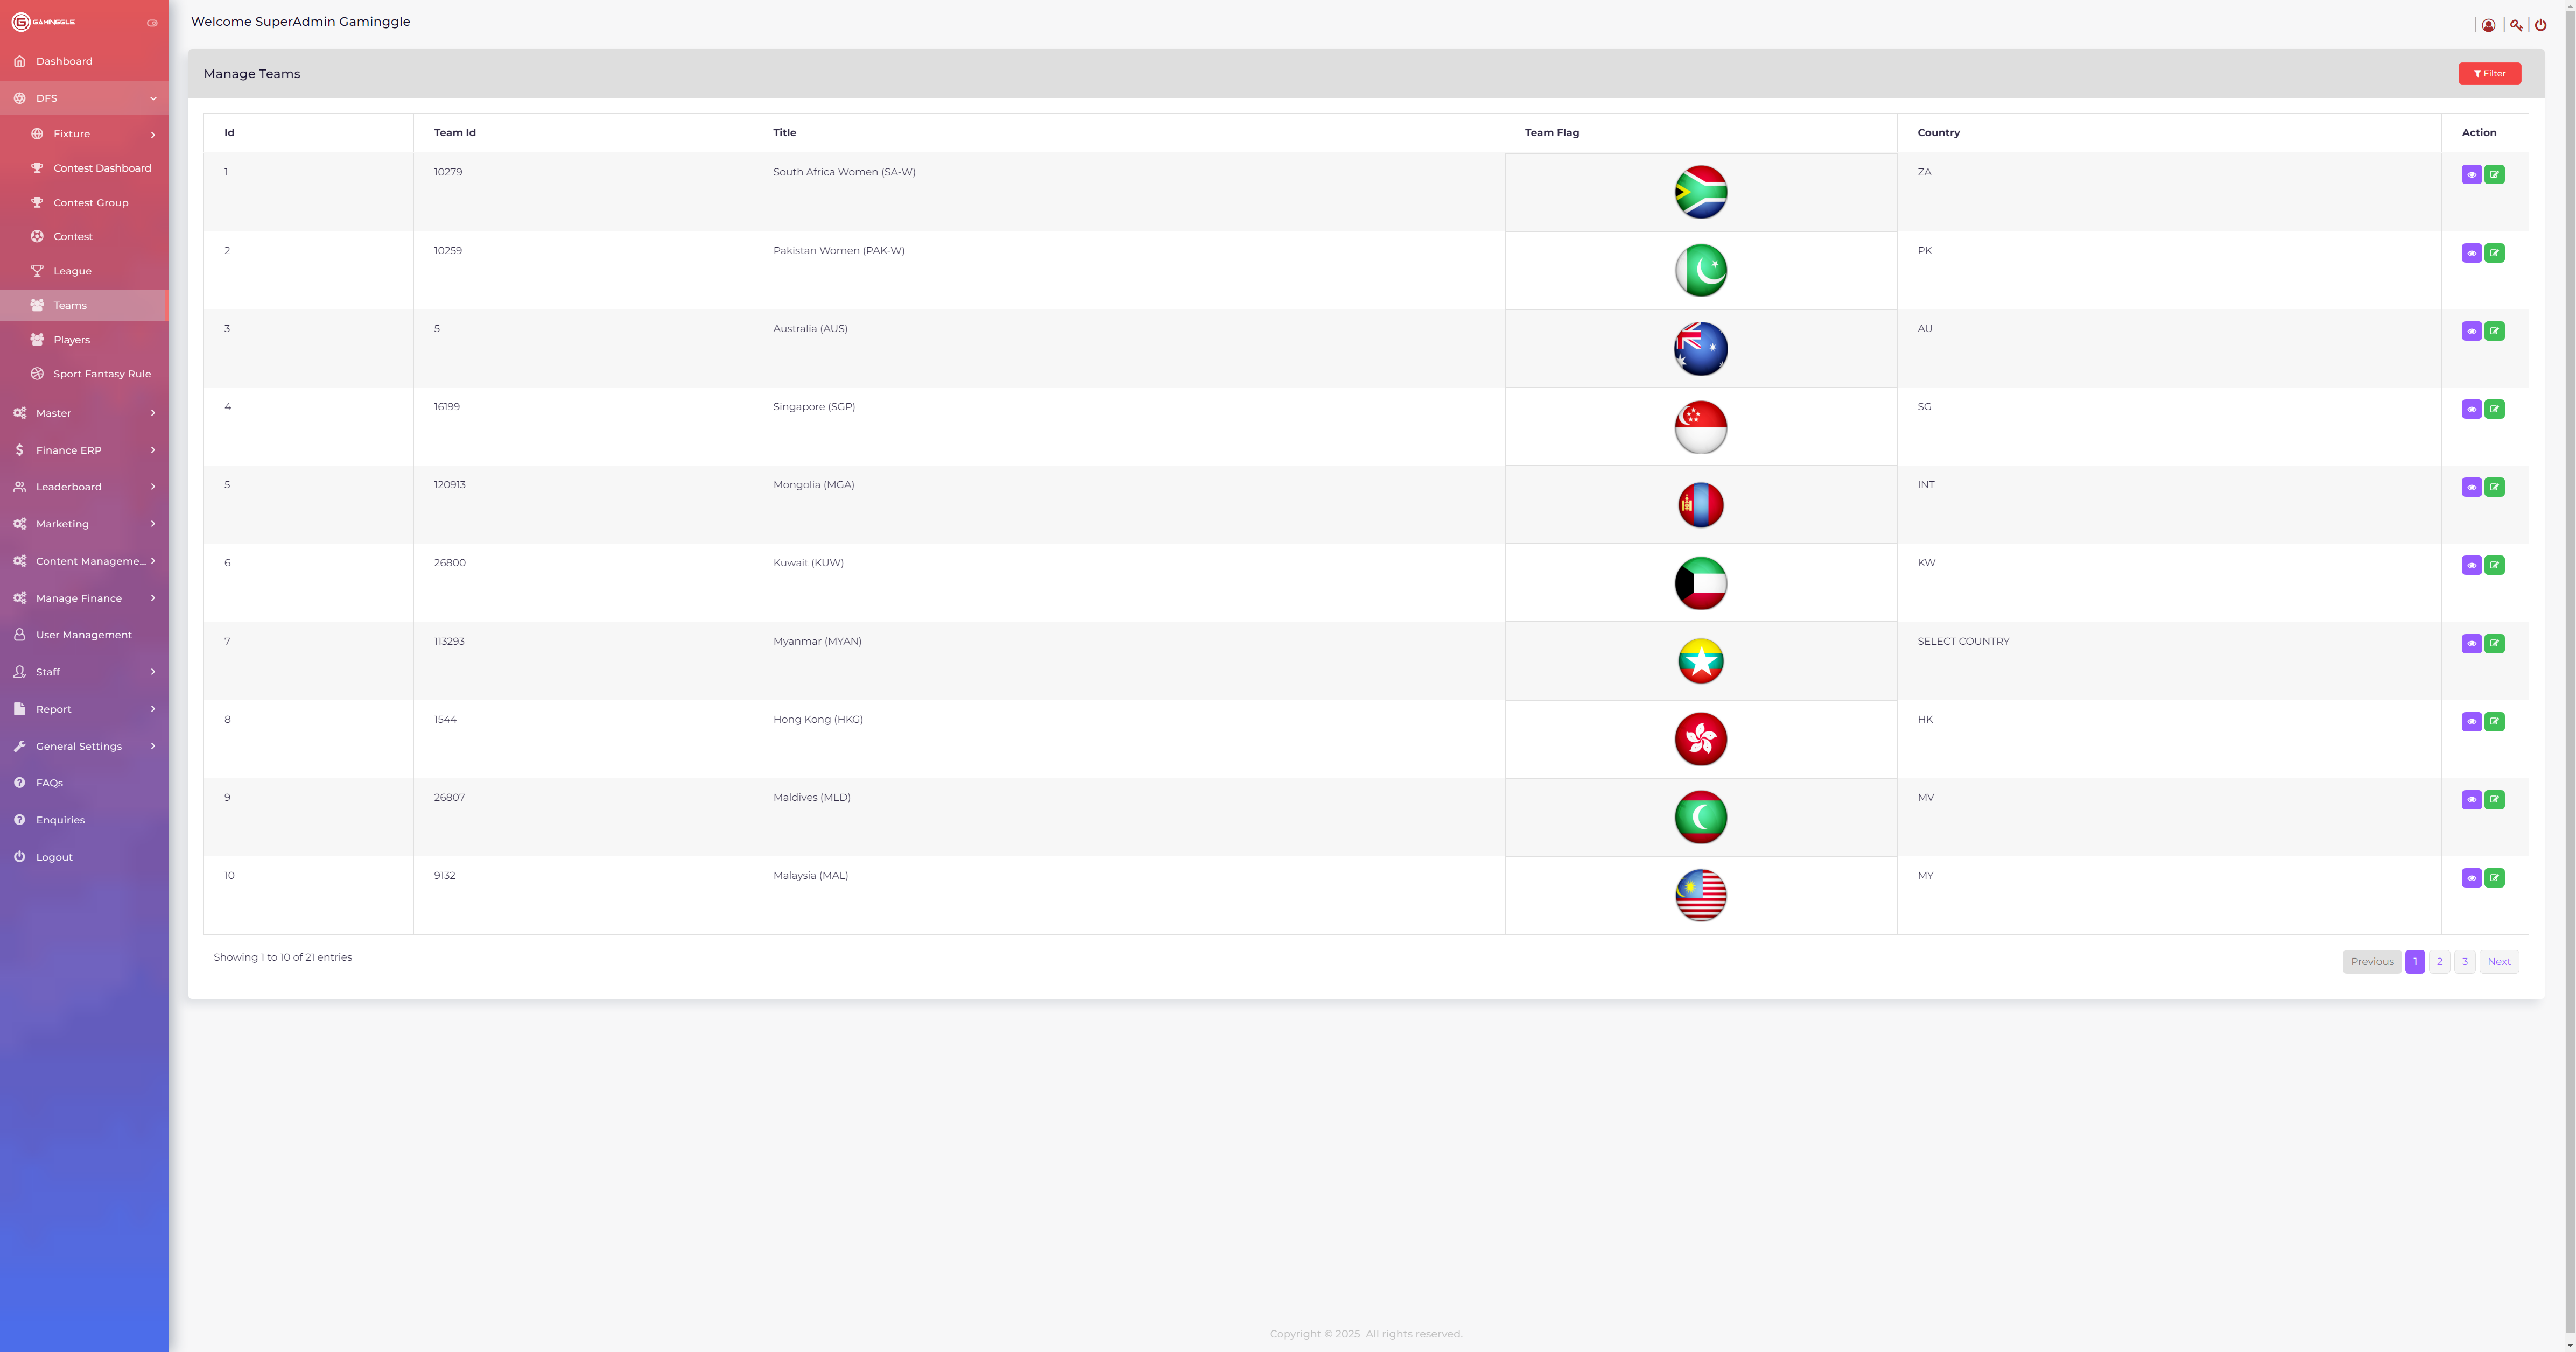 GAMINGGLE
Welcome SuperAdmin Gaminggle
Dashboard
DFS
Fixture
Contest Dashboard
Contest Group
Contest
League
Teams
Players
Sport Fantasy Rule
Master
Finance ERP
Leaderboard
Marketing
Content Manageme...
Manage Finance
User Management
Staff
Report
General Settings
FAQs
Enquiries
Logout
Manage Teams Filter
Id Team Id Title Team Flag Country Action
1 10279 South Africa Women (SA-W) ZA
2 10259 Pakistan Women (PAK-W) PK
3 5 Australia (AUS) AU
4 16199 Singapore (SGP) SG
5 120913 Mongolia (MGA) INT
6 26800 Kuwait (KUW) KW
7 113293 Myanmar (MYAN) SELECT COUNTRY
8 1544 Hong Kong (HKG) HK
9 26807 Maldives (MLD) MV
10 9132 Malaysia (MAL) MY
Showing 1 to 10 of 21 entries Previous 1 2 3 Next
Copyright © 2025 All rights reserved.